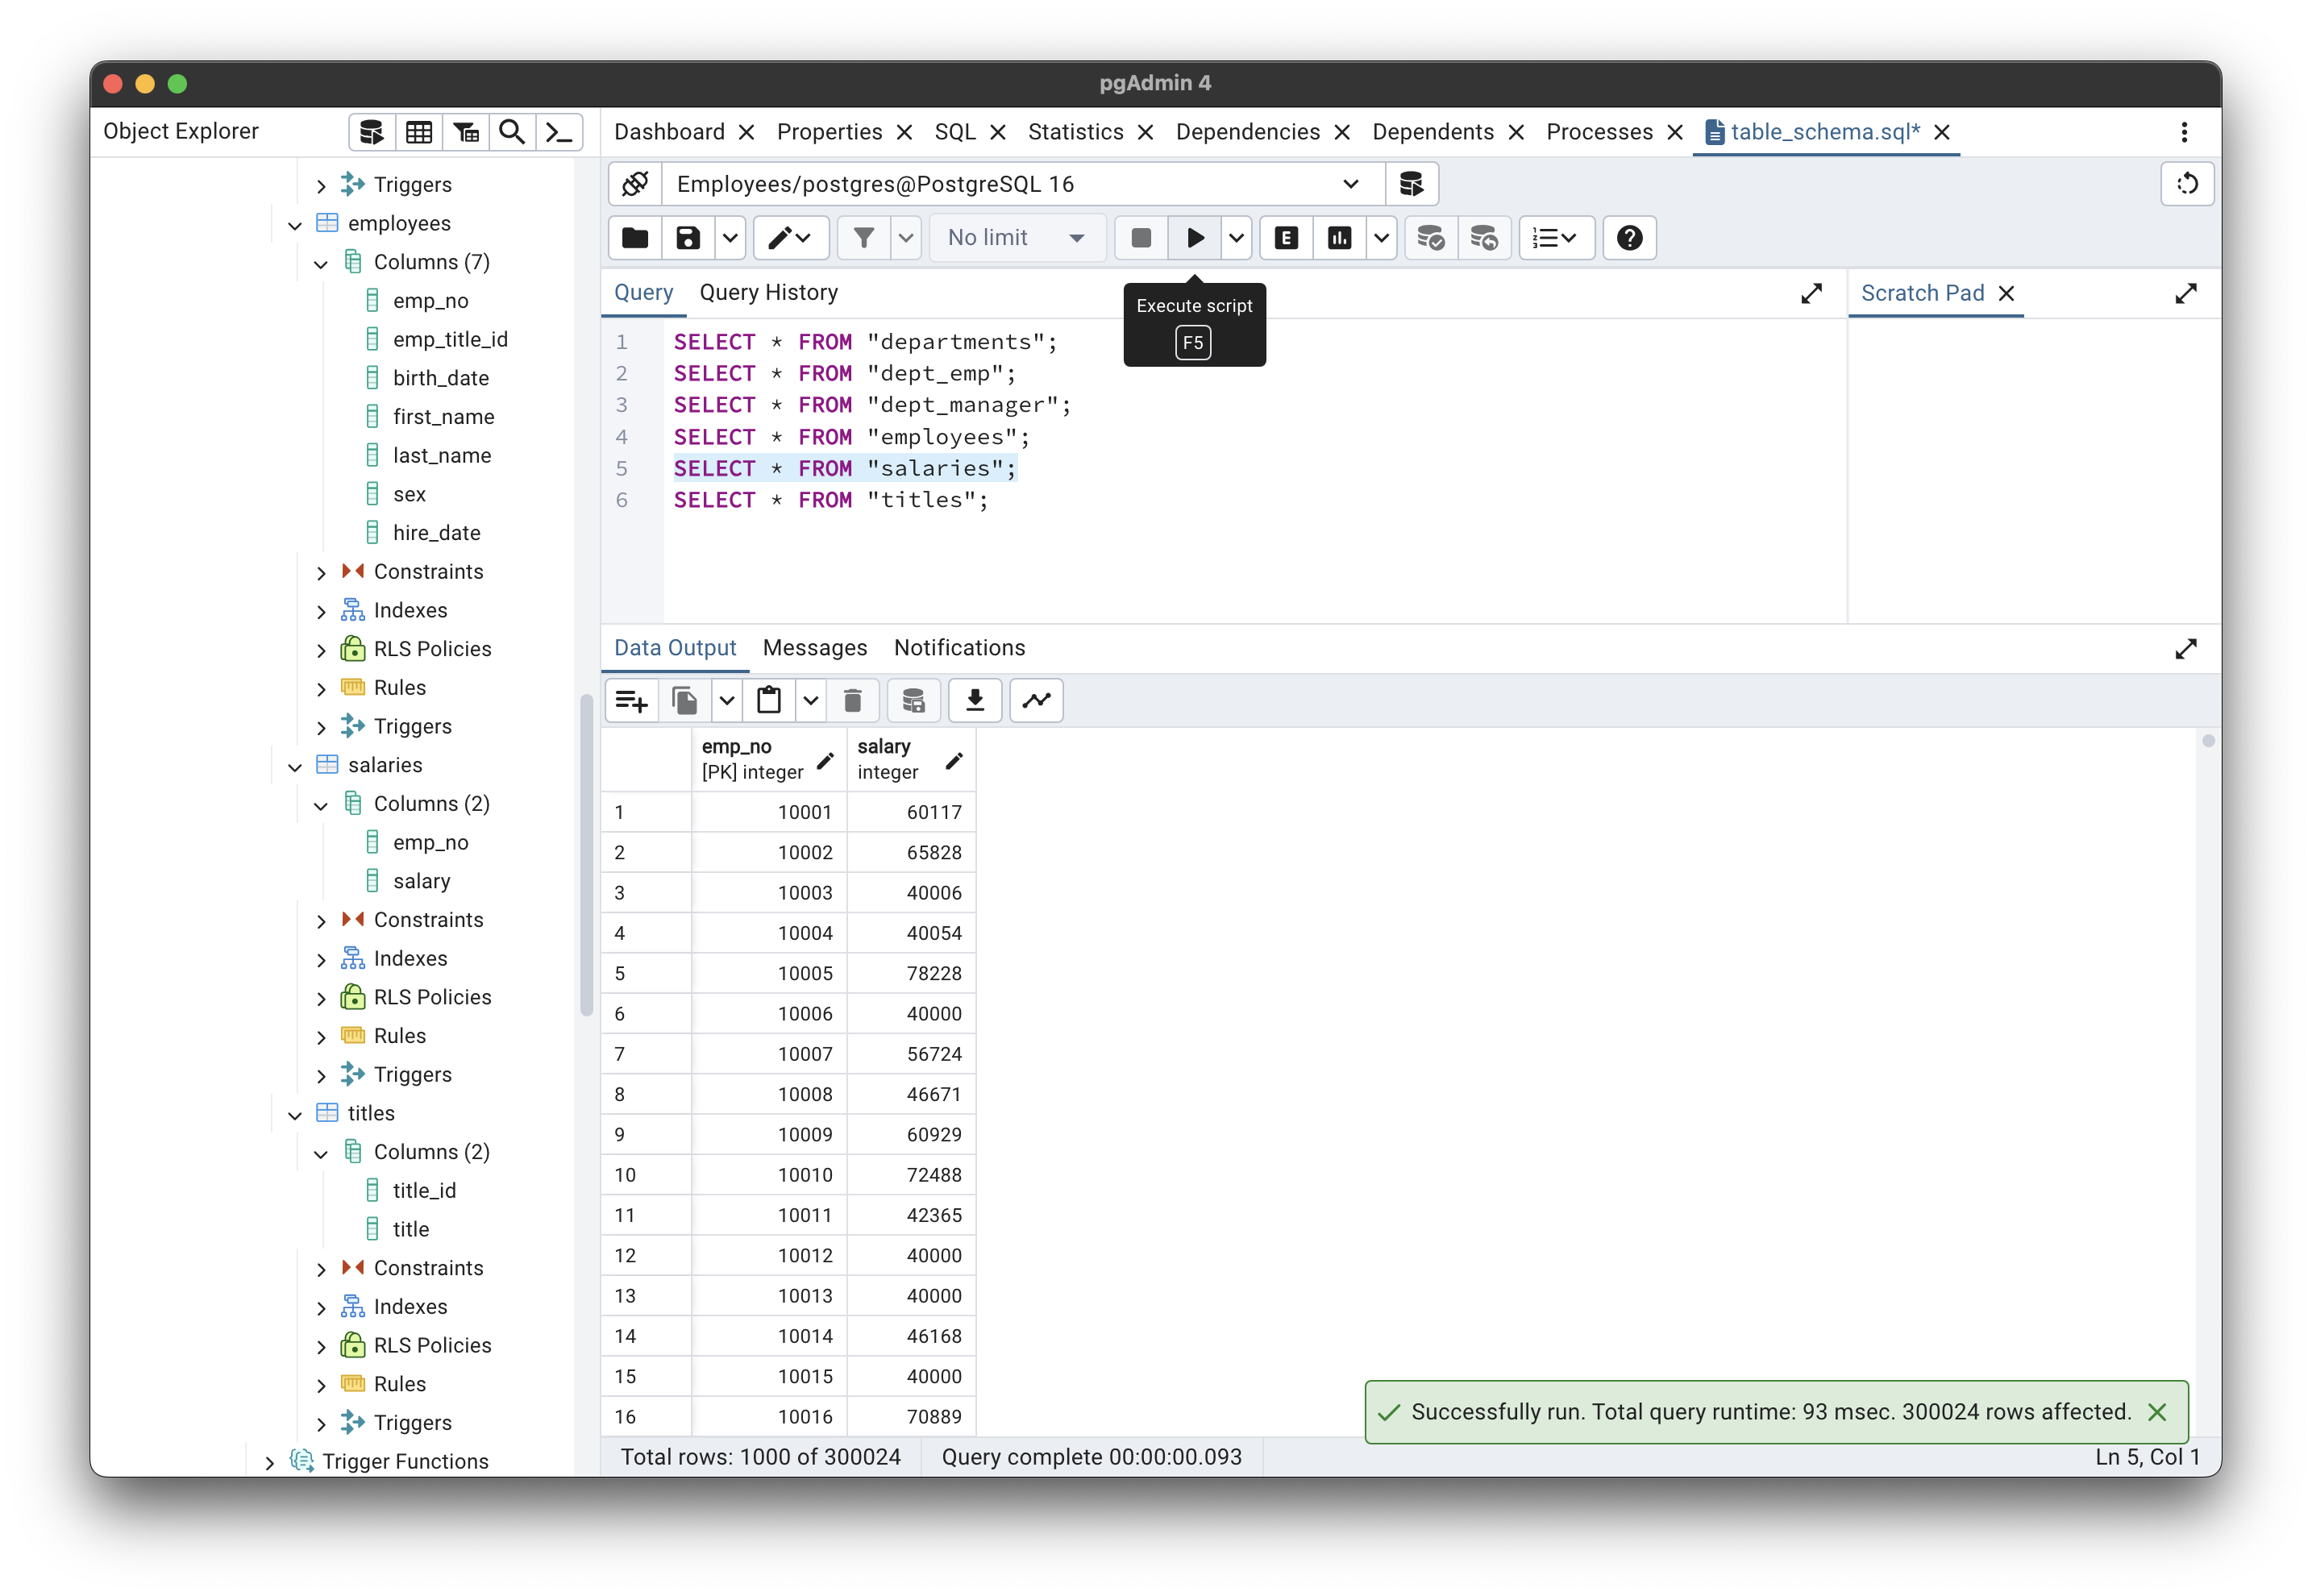 pgAdmin 4
Object Explorer
Dashboard Properties SQL Statistics Dependencies Dependents Processes table_schema.sql*
Employees/postgres@PostgreSQL 16
No limit
E
Execute script
F5
Triggers
employees
Columns (7)
emp_no
emp_title_id
birth_date
first_name
last_name
sex
hire_date
Constraints
Indexes
RLS Policies
Rules
Triggers
salaries
Columns (2)
emp_no
salary
Constraints
Indexes
RLS Policies
Rules
Triggers
titles
Columns (2)
title_id
title
Constraints
Indexes
RLS Policies
Rules
Triggers
Trigger Functions
Query Query History
Scratch Pad
1 SELECT * FROM "departments";
2 SELECT * FROM "dept_emp";
3 SELECT * FROM "dept_manager";
4 SELECT * FROM "employees";
5 SELECT * FROM "salaries";
6 SELECT * FROM "titles";
Data Output Messages Notifications
emp_no salary
[PK] integer integer
1 10001 60117
2 10002 65828
3 10003 40006
4 10004 40054
5 10005 78228
6 10006 40000
7 10007 56724
8 10008 46671
9 10009 60929
10 10010 72488
11 10011 42365
12 10012 40000
13 10013 40000
14 10014 46168
15 10015 40000
16 10016 70889
Successfully run. Total query runtime: 93 msec. 300024 rows affected.
Total rows: 1000 of 300024 Query complete 00:00:00.093 Ln 5, Col 1